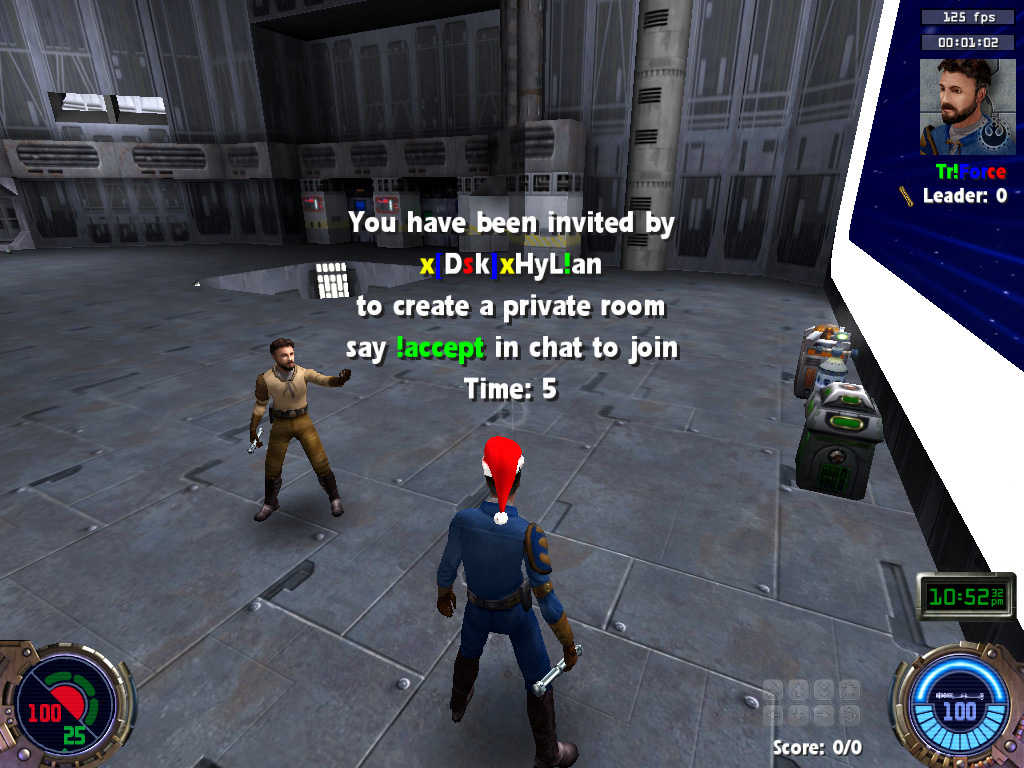 125 fps
00:01:02
Tr!Force
Leader: 0
You have been invited by
x[Dsk]xHyL!an
to create a private room
say !accept in chat to join
Time: 5
10:52 32 pm
100
25
100
Score: 0/0